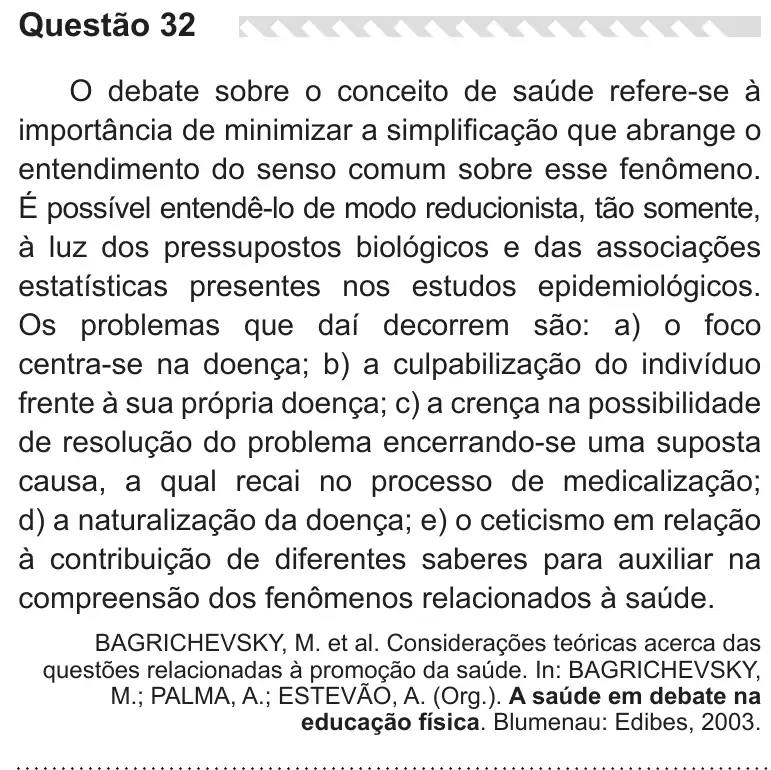 Questão 32
O debate sobre o conceito de saúde refere-se à
importância de minimizar a simplificação que abrange o
entendimento do senso comum sobre esse fenômeno.
É possível entendê-lo de modo reducionista, tão somente,
à luz dos pressupostos biológicos e das associações
estatísticas presentes nos estudos epidemiológicos.
Os problemas que daí decorrem são: a) o foco
centra-se na doença; b) a culpabilização do indivíduo
frente à sua própria doença; c) a crença na possibilidade
de resolução do problema encerrando-se uma suposta
causa, a qual recai no processo de medicalização;
d) a naturalização da doença; e) o ceticismo em relação
à contribuição de diferentes saberes para auxiliar na
compreensão dos fenômenos relacionados à saúde.
BAGRICHEVSKY, M. et al. Considerações teóricas acerca das
questões relacionadas à promoção da saúde. In: BAGRICHEVSKY,
M.; PALMA, A.; ESTEVÃO, A. (Org.). A saúde em debate na
educação física. Blumenau: Edibes, 2003.